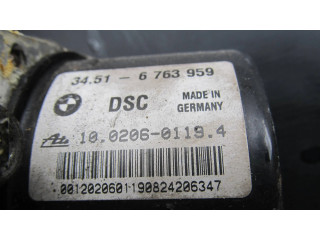 34.51 - 6 763 959
DSC
MADE IN
GERMANY
10.0206-0119.4
0012020601190824206347